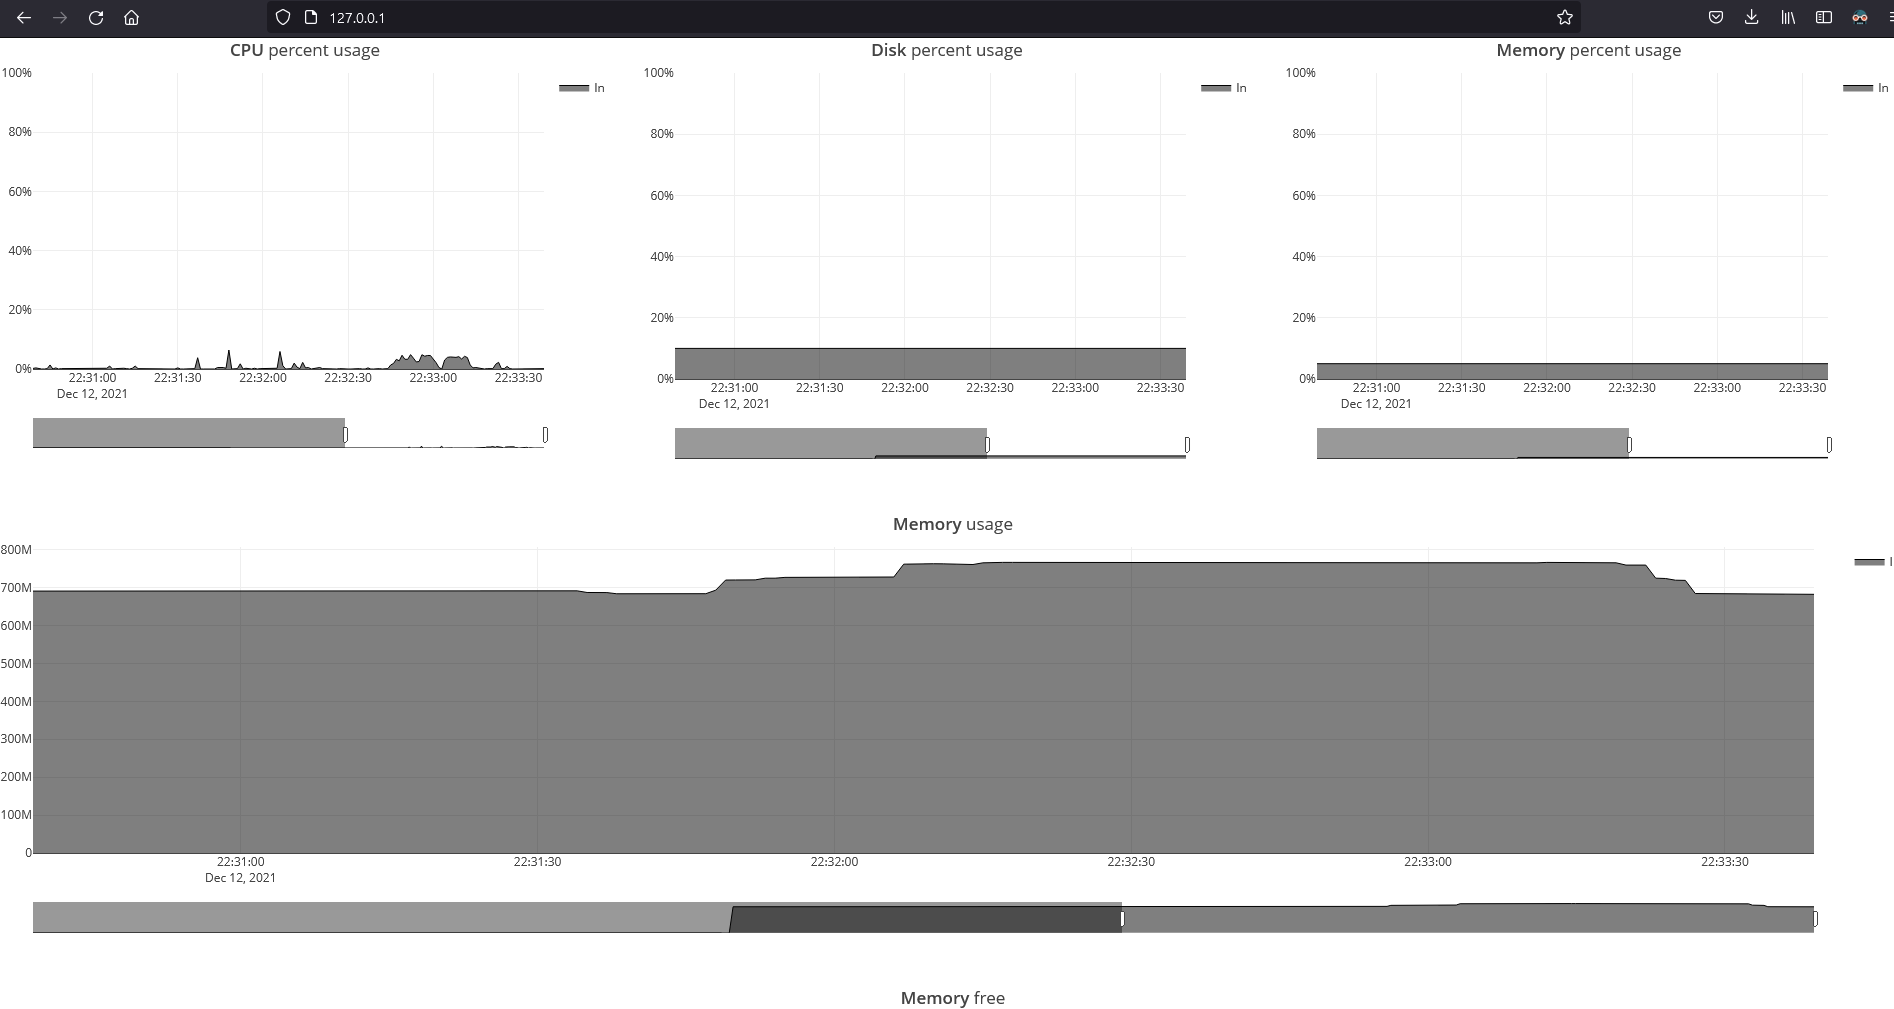 127.0.0.1
CPU percent usage
100%
80%
60%
40%
20%
0%
22:31:00
22:31:30
22:32:00
22:32:30
22:33:00
22:33:30
Dec 12, 2021
In
Disk percent usage
100%
80%
60%
40%
20%
0%
22:31:00
22:31:30
22:32:00
22:32:30
22:33:00
22:33:30
Dec 12, 2021
In
Memory percent usage
100%
80%
60%
40%
20%
0%
22:31:00
22:31:30
22:32:00
22:32:30
22:33:00
22:33:30
Dec 12, 2021
In
Memory usage
800M
700M
600M
500M
400M
300M
200M
100M
0
22:31:00
22:31:30
22:32:00
22:32:30
22:33:00
22:33:30
Dec 12, 2021
Memory free